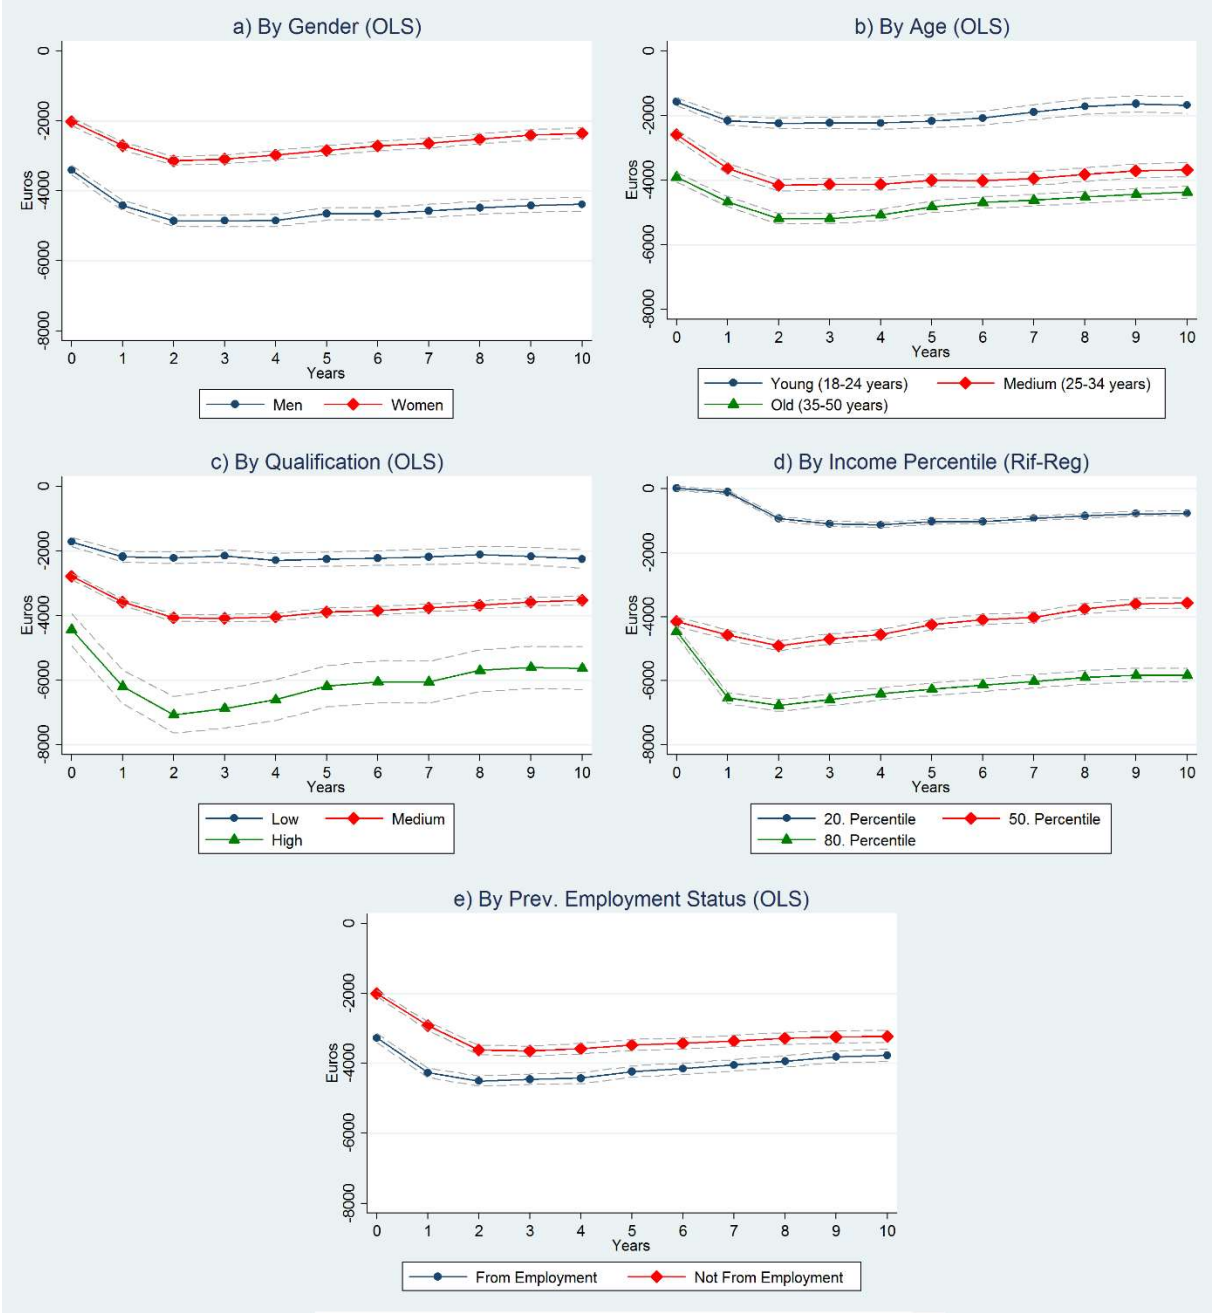 a) By Gender (OLS)
Euros
0
-2000
-4000
-6000
-8000
0 1 2 3 4 5 6 7 8 9 10
Years
Men Women
b) By Age (OLS)
Euros
0
-2000
-4000
-6000
-8000
0 1 2 3 4 5 6 7 8 9 10
Years
Young (18-24 years) Medium (25-34 years)
Old (35-50 years)
c) By Qualification (OLS)
Euros
0
-2000
-4000
-6000
-8000
0 1 2 3 4 5 6 7 8 9 10
Years
Low Medium
High
d) By Income Percentile (Rif-Reg)
Euros
0
-2000
-4000
-6000
-8000
0 1 2 3 4 5 6 7 8 9 10
Years
20. Percentile 50. Percentile
80. Percentile
e) By Prev. Employment Status (OLS)
Euros
0
-2000
-4000
-6000
-8000
0 1 2 3 4 5 6 7 8 9 10
Years
From Employment Not From Employment